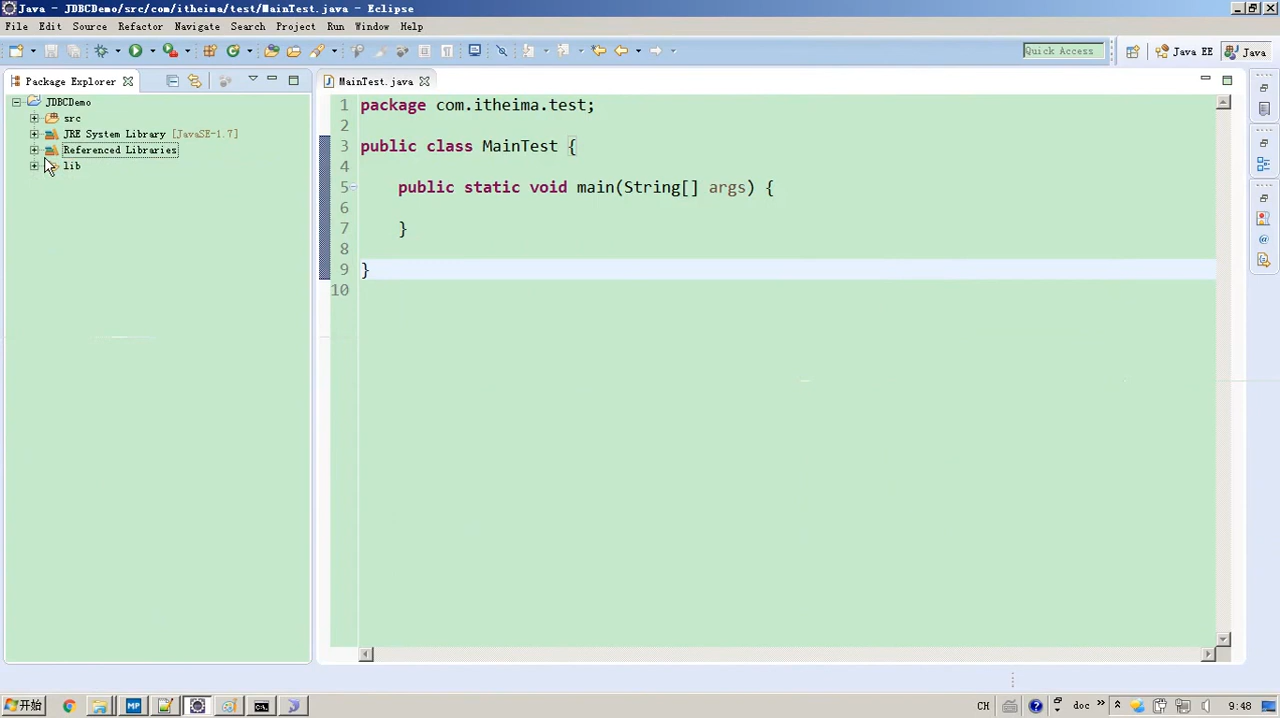 Java - JDBCDemo/src/com/itheima/test/MainTest.java - Eclipse
File Edit Source Refactor Navigate Search Project Run Window Help
Quick Access
Java EE
Java
Package Explorer
JDBCDemo
src
JRE System Library [JavaSE-1.7]
Referenced Libraries
lib
MainTest.java
1 package com.itheima.test;
2
3 public class MainTest {
4
5 public static void main(String[] args) {
6
7 }
8
9 }
10
开始
MP
CH
doc
9:48